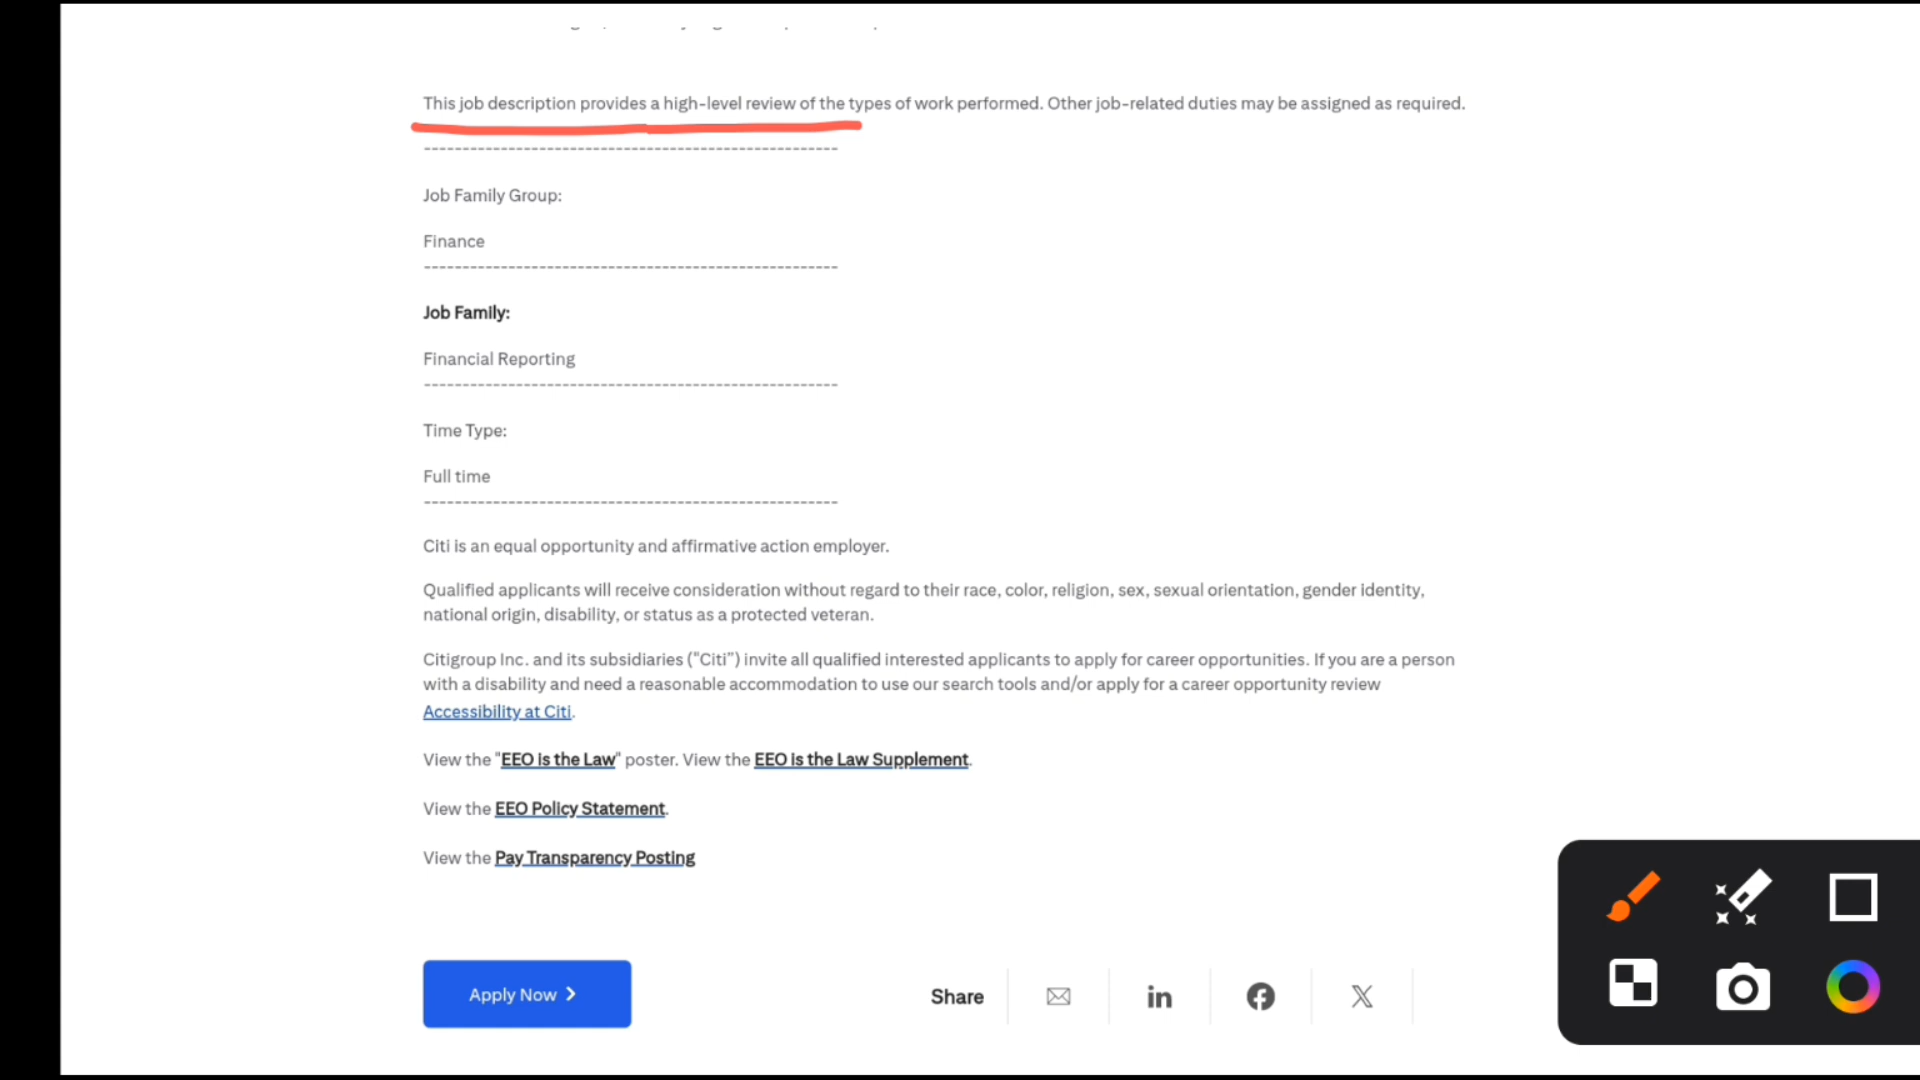 This job description provides a high-level review of the types of work performed. Other job-related duties may be assigned as required.
------------------------------------------------------
Job Family Group:
Finance
------------------------------------------------------
Job Family:
Financial Reporting
------------------------------------------------------
Time Type:
Full time
------------------------------------------------------
Citi is an equal opportunity and affirmative action employer.
Qualified applicants will receive consideration without regard to their race, color, religion, sex, sexual orientation, gender identity,
national origin, disability, or status as a protected veteran.
Citigroup Inc. and its subsidiaries ("Citi”) invite all qualified interested applicants to apply for career opportunities. If you are a person
with a disability and need a reasonable accommodation to use our search tools and/or apply for a career opportunity review
Accessibility at Citi.
View the "EEO is the Law" poster. View the EEO is the Law Supplement.
View the EEO Policy Statement.
View the Pay Transparency Posting
Apply Now
Share